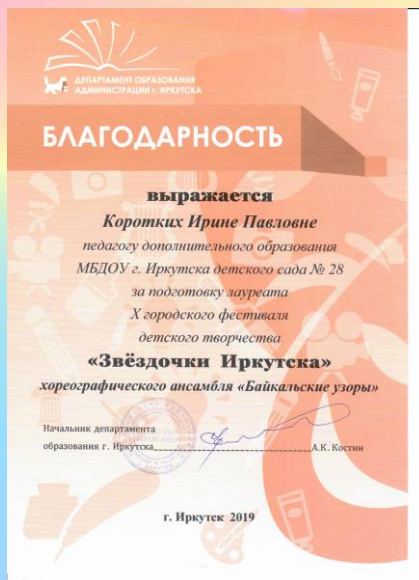 ДЕПАРТАМЕНТ ОБРАЗОВАНИЯ
АДМИНИСТРАЦИИ г. ИРКУТСКА
БЛАГОДАРНОСТЬ
выражается
Коротких Ирине Павловне
педагогу дополнительного образования
МБДОУ г. Иркутска детского сада № 28
за подготовку лауреата
X городского фестиваля
детского творчества
«Звёздочки Иркутска»
хореографического ансамбля «Байкальские узоры»
Начальник департамента
образования г. Иркутска_______________________А.К. Костин
г. Иркутск 2019